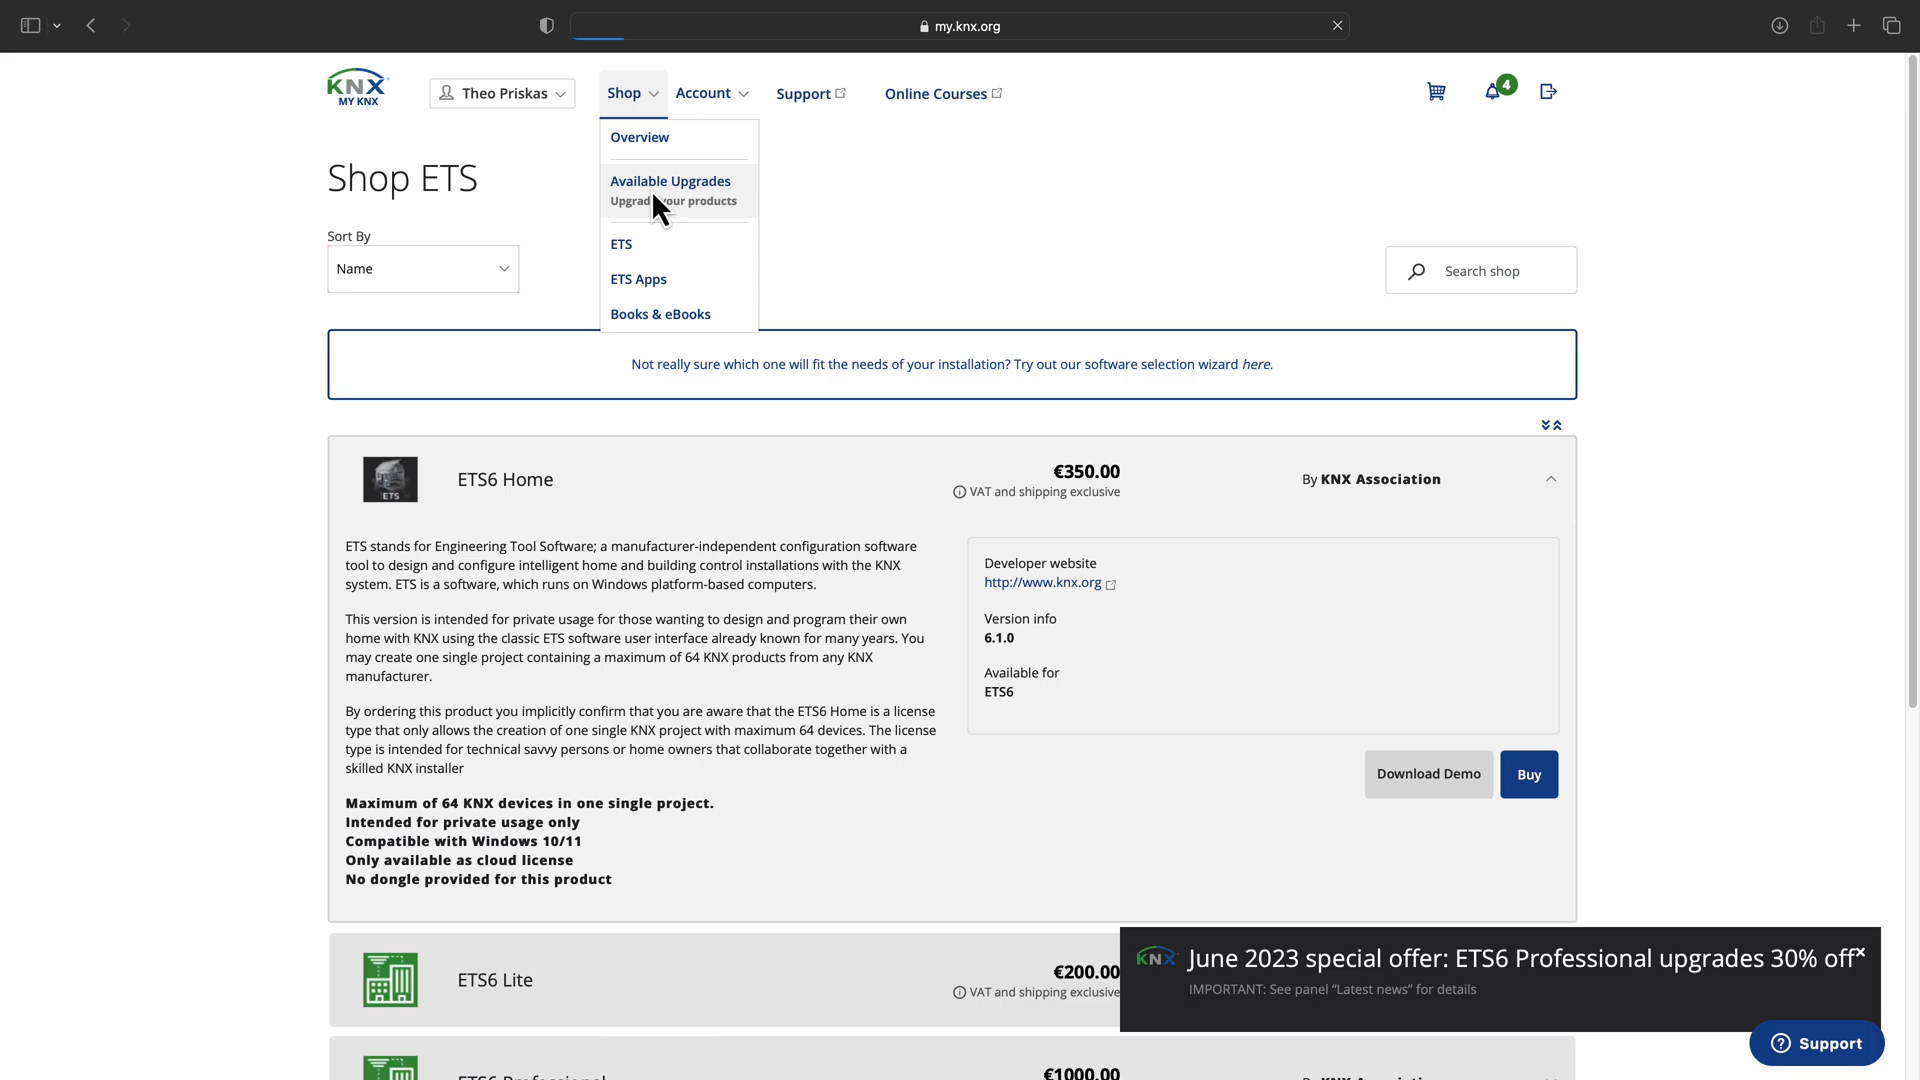 my.knx.org
KNX
MY KNX
Theo Priskas
Shop
Account
Support
Online Courses
4
Overview
Available Upgrades
Upgrade your products
ETS
ETS Apps
Books & eBooks
Shop ETS
Sort By
Name
Search shop
Not really sure which one will fit the needs of your installation? Try out our software selection wizard here.
ETS
ETS6 Home
€350.00
VAT and shipping exclusive
By KNX Association
ETS stands for Engineering Tool Software; a manufacturer-independent configuration software
tool to design and configure intelligent home and building control installations with the KNX
system. ETS is a software, which runs on Windows platform-based computers.
This version is intended for private usage for those wanting to design and program their own
home with KNX using the classic ETS software user interface already known for many years. You
may create one single project containing a maximum of 64 KNX products from any KNX
manufacturer.
By ordering this product you implicitly confirm that you are aware that the ETS6 Home is a license
type that only allows the creation of one single KNX project with maximum 64 devices. The license
type is intended for technical savvy persons or home owners that collaborate together with a
skilled KNX installer
Maximum of 64 KNX devices in one single project.
Intended for private usage only
Compatible with Windows 10/11
Only available as cloud license
No dongle provided for this product
Developer website
http://www.knx.org
Version info
6.1.0
Available for
ETS6
Download Demo
Buy
ETS6 Lite
€200.00
VAT and shipping exclusive
KNX
June 2023 special offer: ETS6 Professional upgrades 30% off
IMPORTANT: See panel “Latest news” for details
Support
ETS6 Professional
€1000.00
By KNX Association